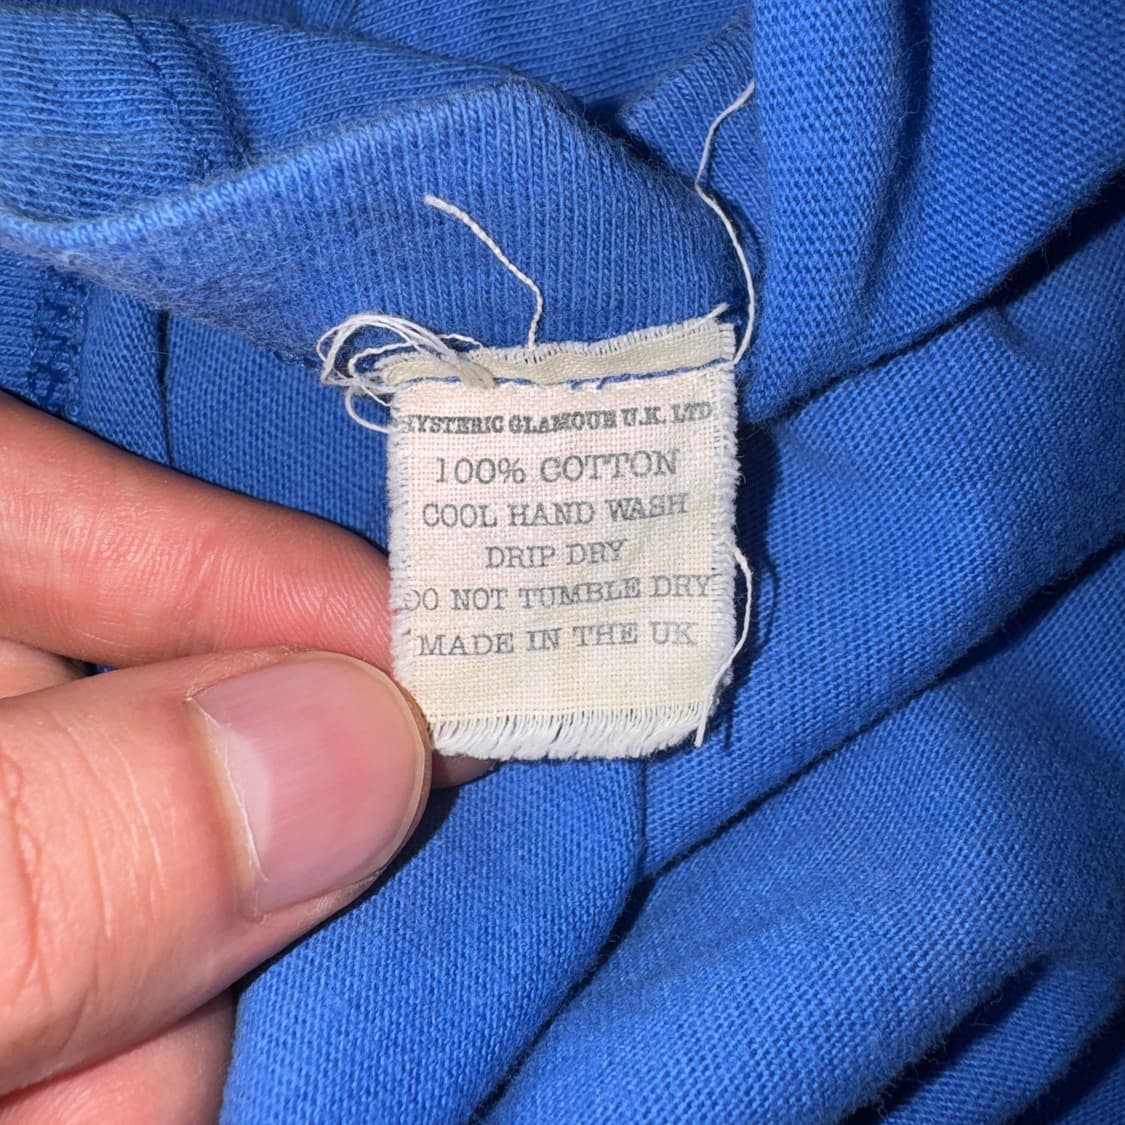 HYSTERIC GLAMOUR U.K. LTD
100% COTTON
COOL HAND WASH
DRIP DRY
DO NOT TUMBLE DRY
MADE IN THE UK